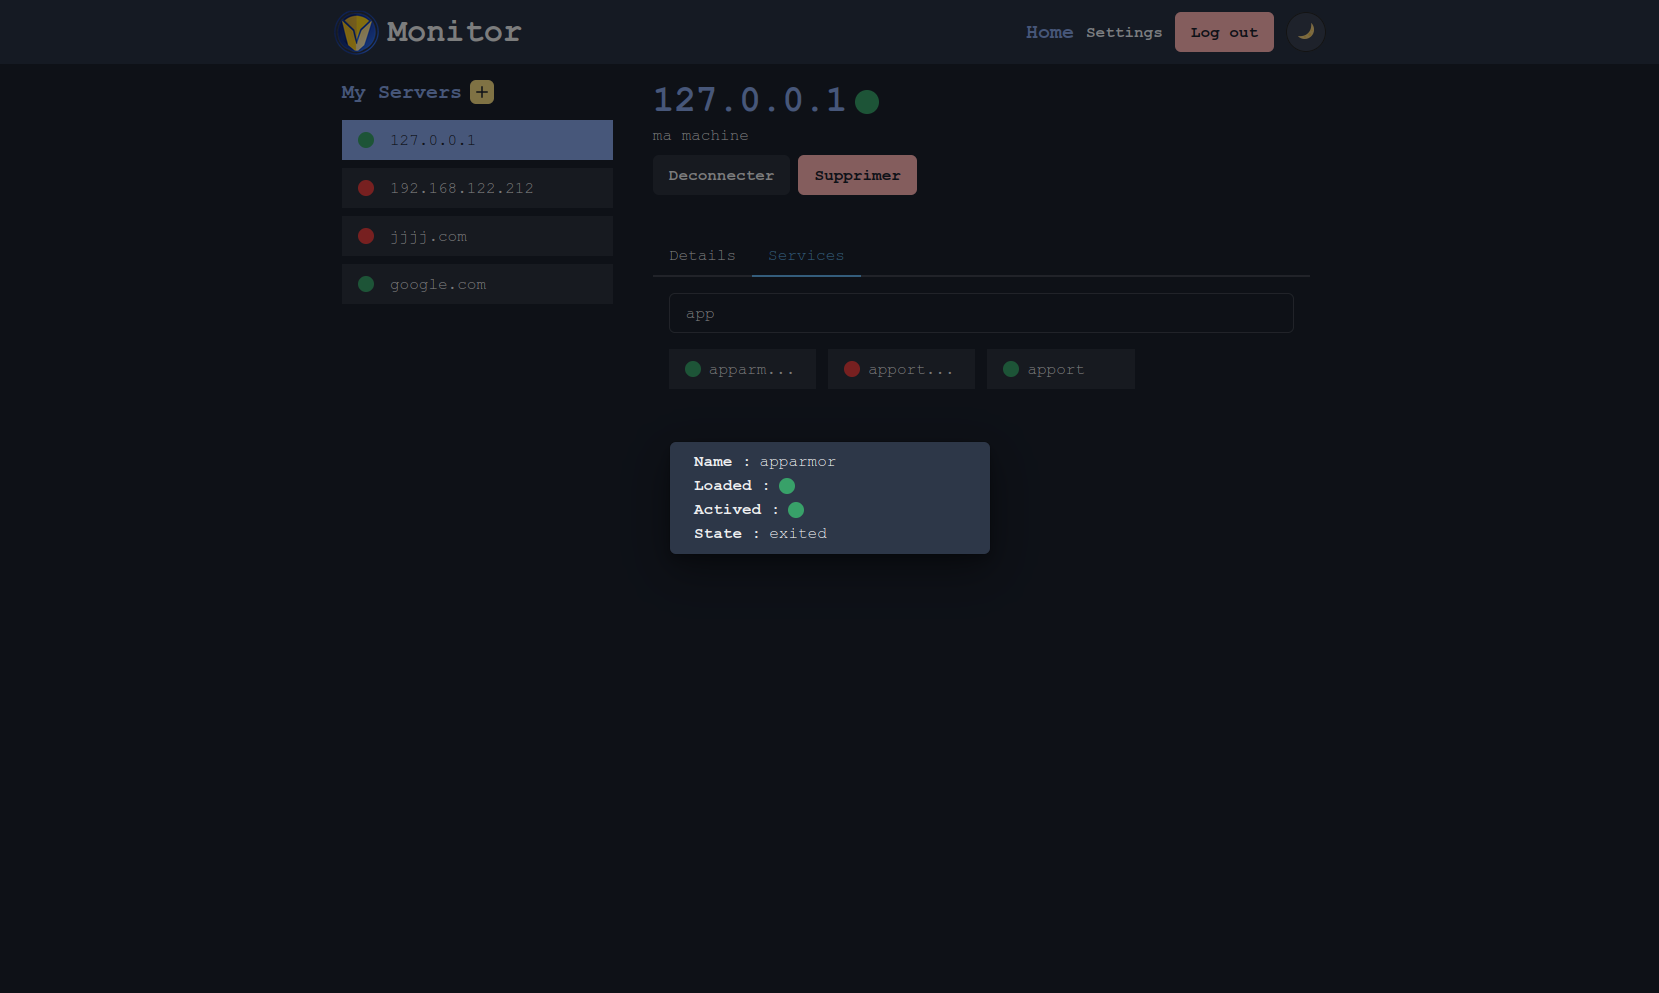 Monitor
Home Settings Log out
My Servers +
127.0.0.1
192.168.122.212
jjjj.com
google.com
127.0.0.1
ma machine
Deconnecter Supprimer
Details Services
app
apparm... apport... apport
Name : apparmor
Loaded :
Actived :
State : exited